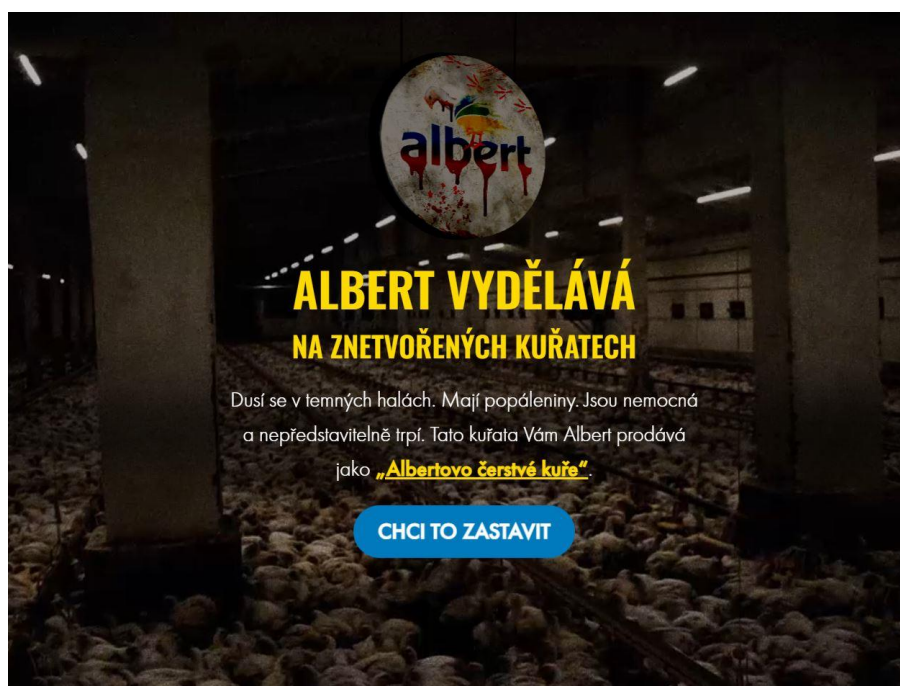 albert
ALBERT VYDĚLÁVÁ
NA ZNETVOŘENÝCH KUŘATECH
Dusí se v temných halách. Mají popáleniny. Jsou nemocná
a nepředstavitelně trpí. Tato kuřata Vám Albert prodává
jako „Albertovo čerstvé kuře“.
CHCI TO ZASTAVIT